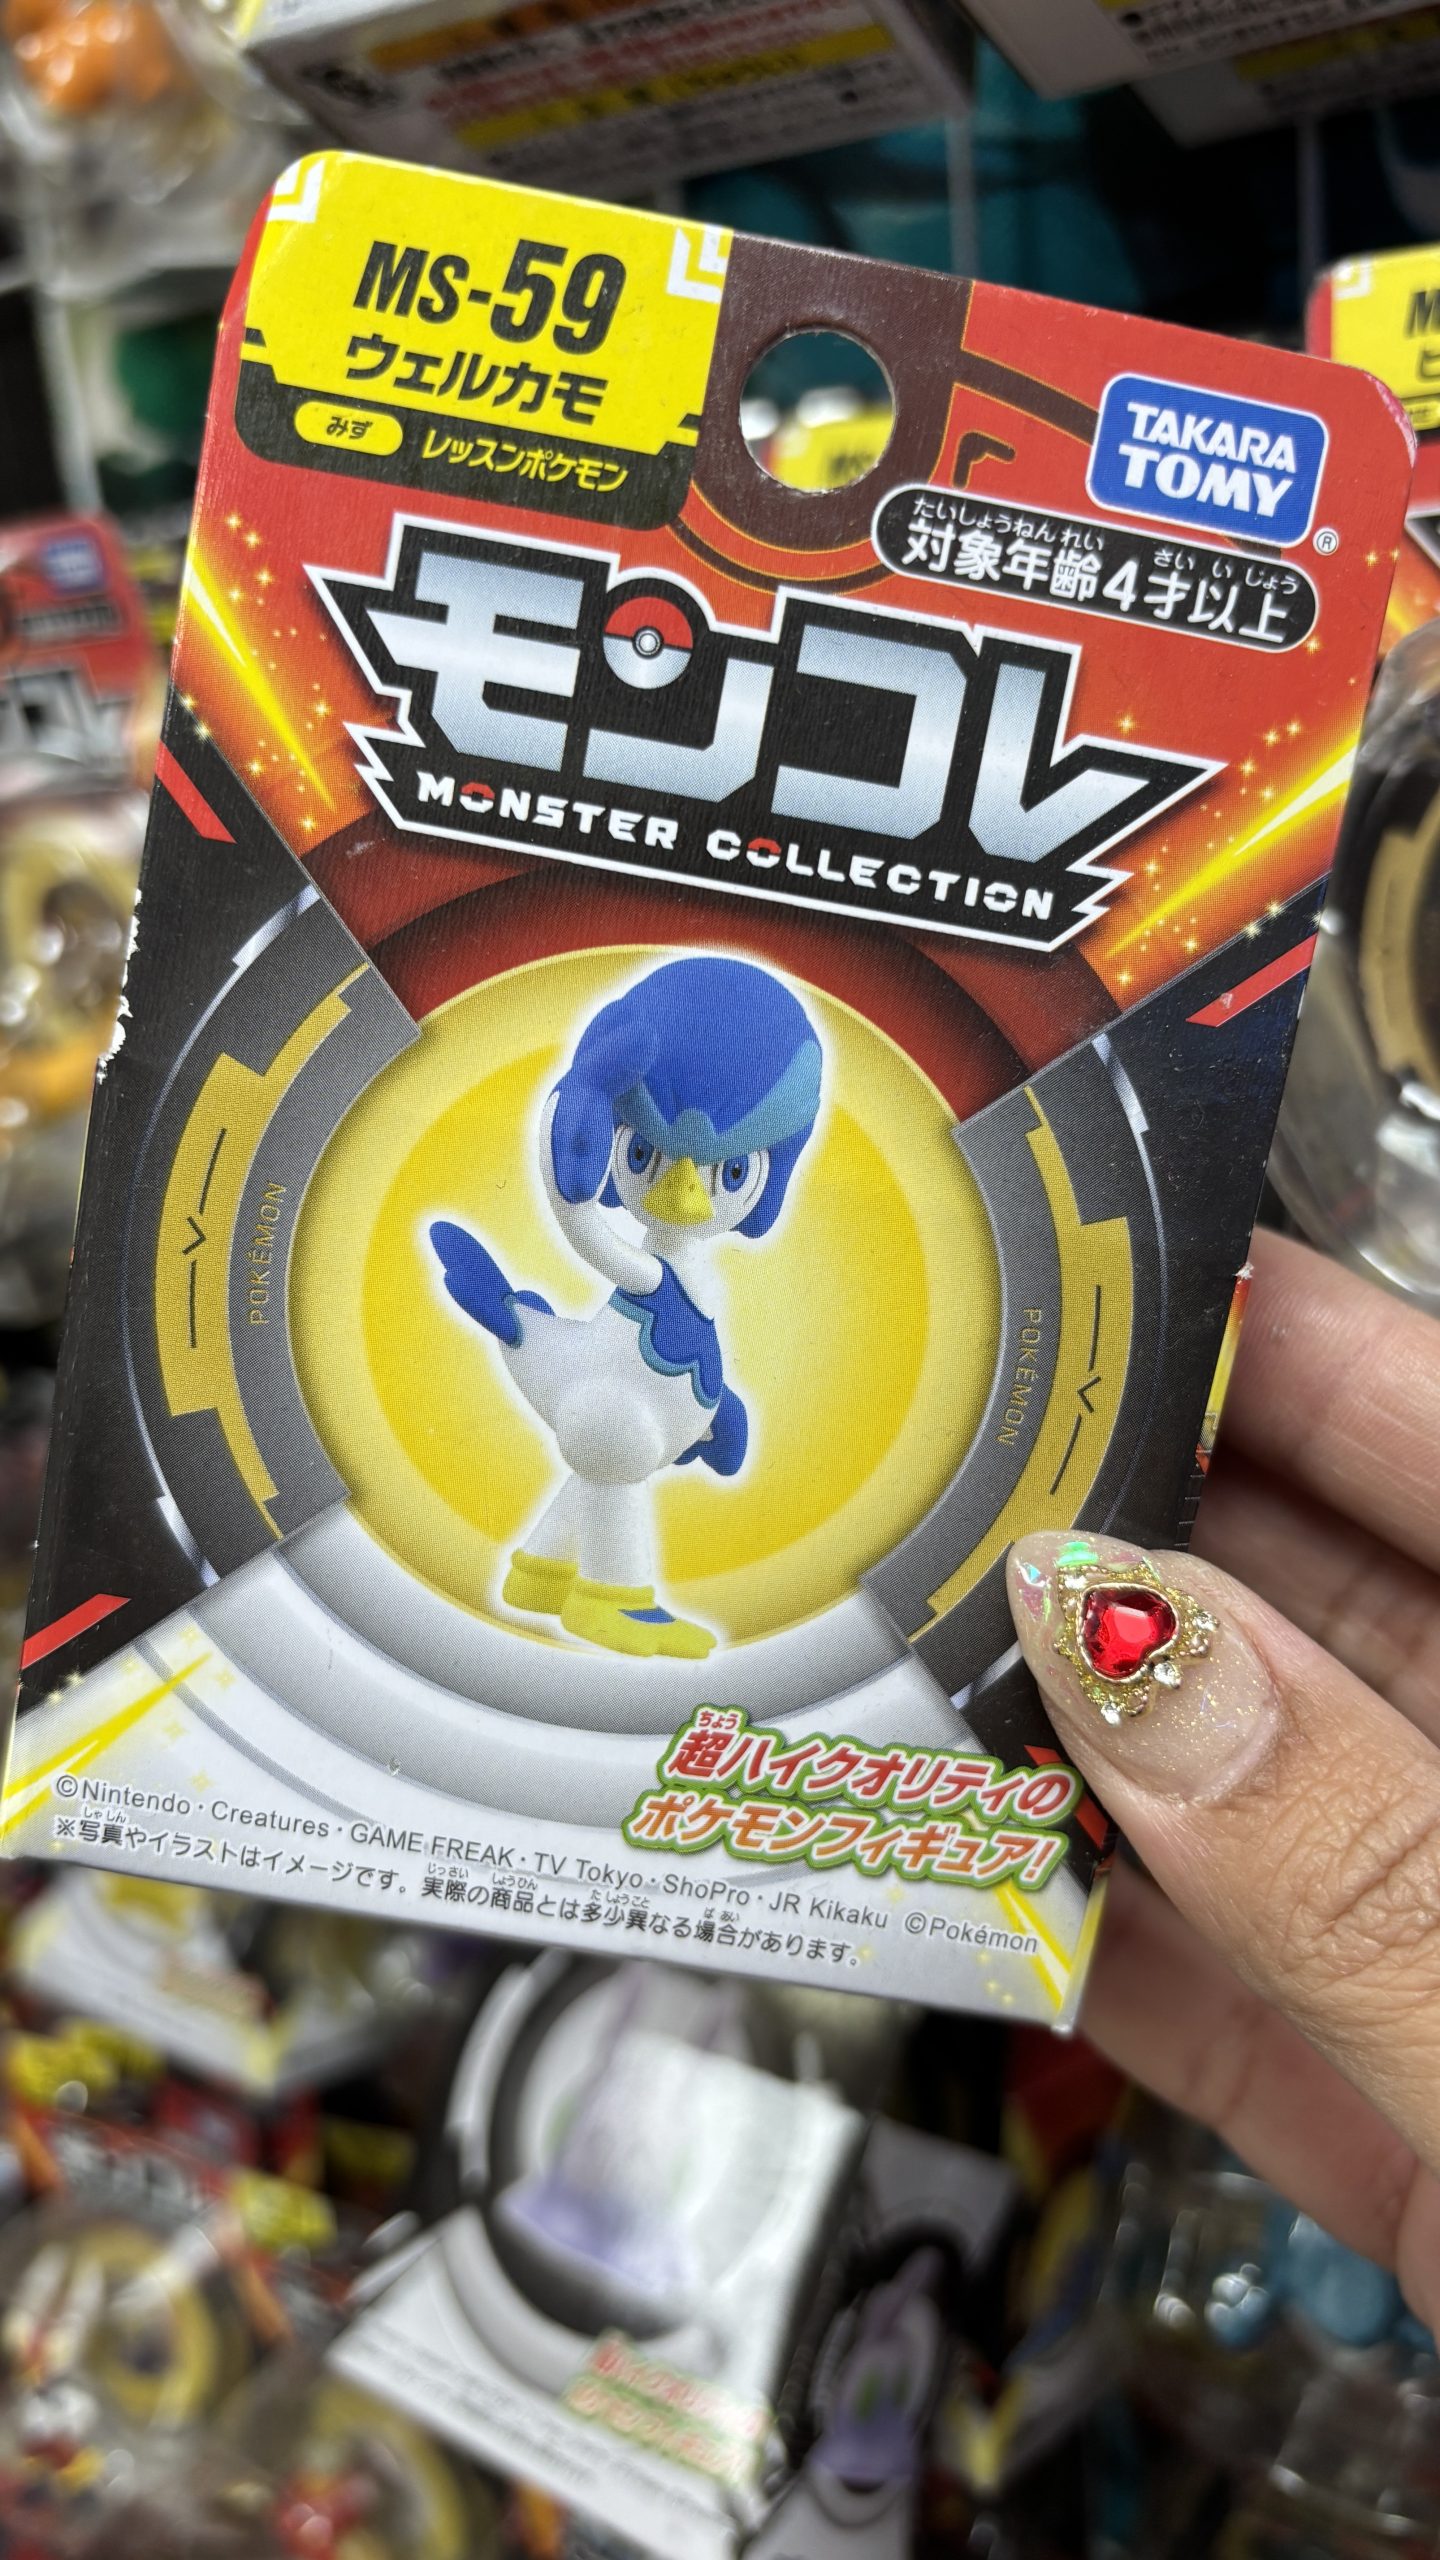 MS-59
ウェルカモ
みず レッスンポケモン
TAKARA
TOMY
®
たいしょうねんれい さいいじょう
対象年齢4才以上
モンコレ
MONSTER COLLECTION
POKÉMON
POKÉMON
ちょう
超ハイクオリティの
ポケモンフィギュア!
©Nintendo・Creatures・GAME FREAK・TV Tokyo・ShoPro・JR Kikaku ©Pokémon
しゃしん じっさい しょうひん たしょうこと ばあい
※写真やイラストはイメージです。実際の商品とは多少異なる場合があります。